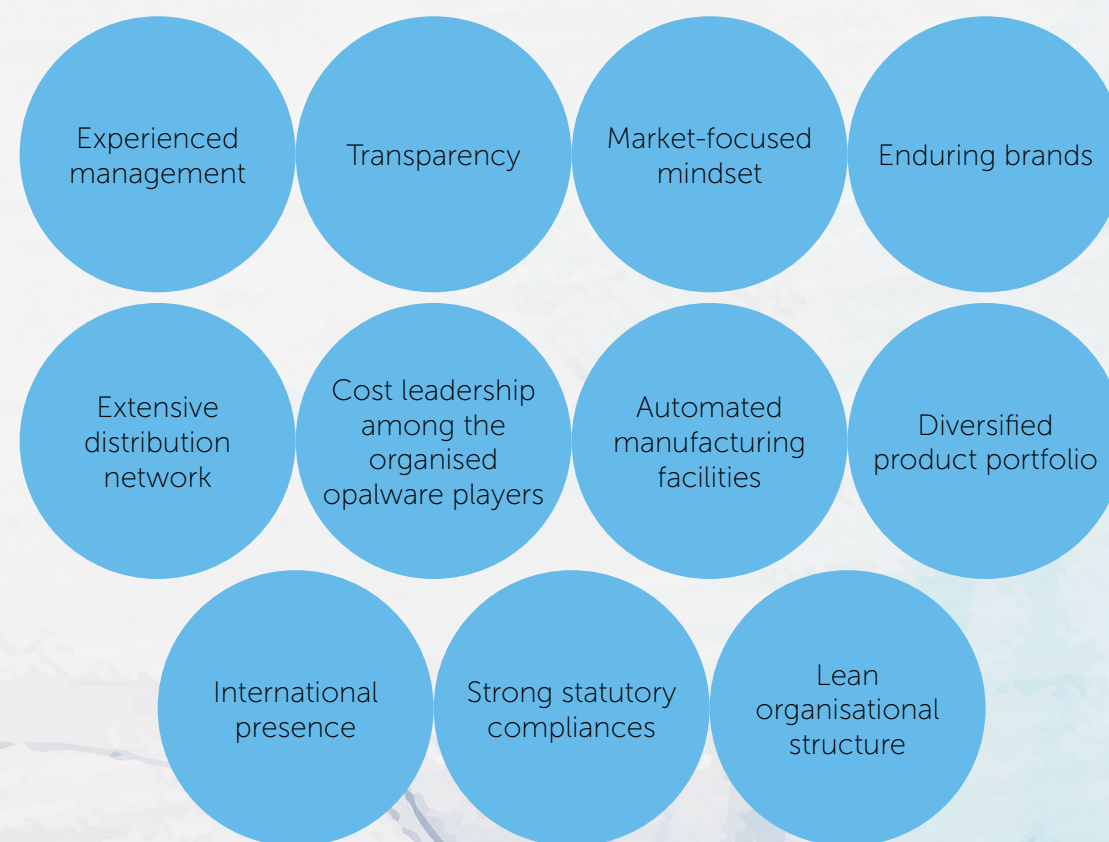 Experienced
management
Transparency
Market-focused
mindset
Enduring brands
Extensive
distribution
network
Cost leadership
among the
organised
opalware players
Automated
manufacturing
facilities
Diversified
product portfolio
International
presence
Strong statutory
compliances
Lean
organisational
structure